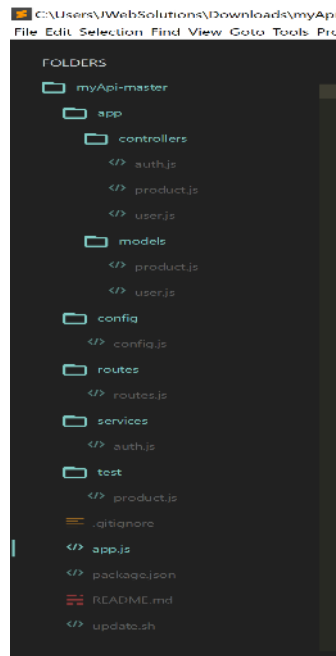 C:\Users\JWebSolutions\Downloads\myApi
File Edit Selection Find View Goto Tools Pro
FOLDERS
myApi-master
app
controllers
auth.js
product.js
user.js
models
product.js
user.js
config
config.js
routes
routes.js
services
auth.js
test
product.js
.gitignore
app.js
package.json
README.md
update.sh